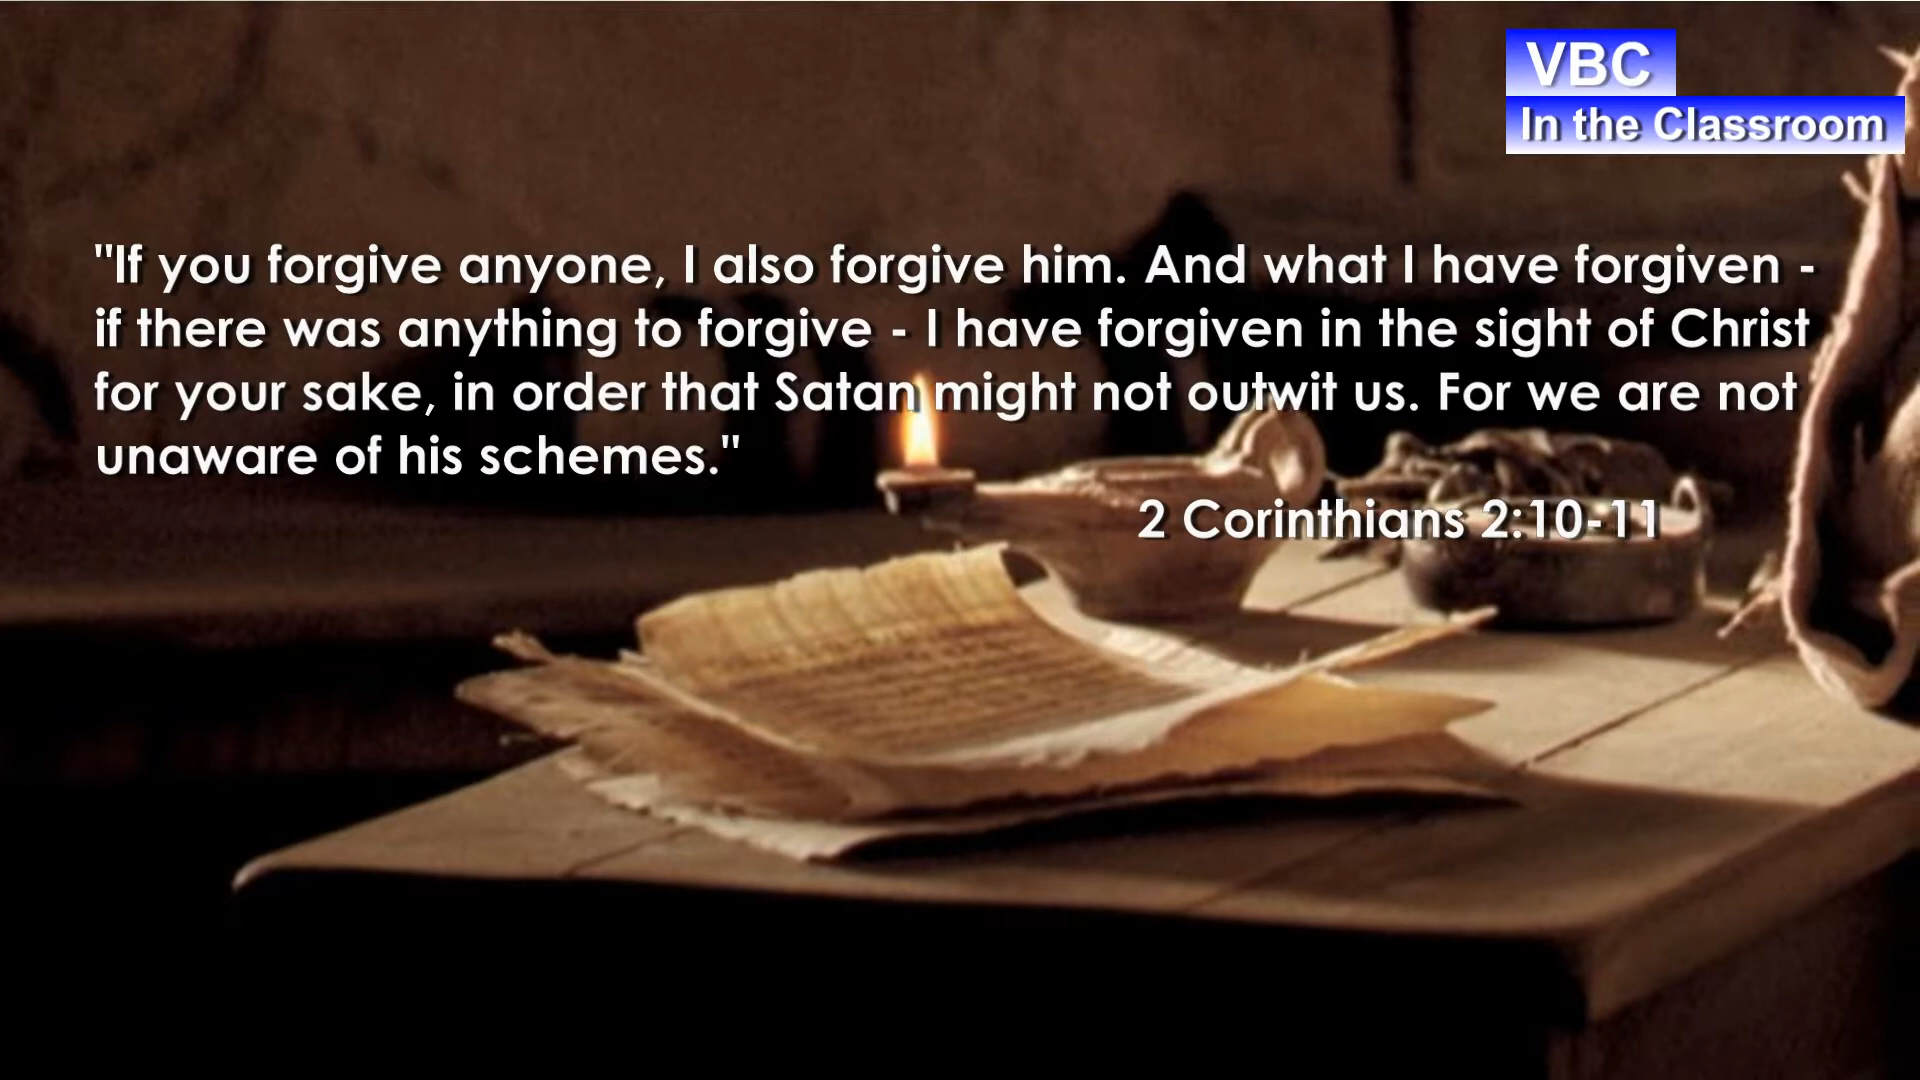 VBC
In the Classroom
"If you forgive anyone, I also forgive him. And what I have forgiven -
if there was anything to forgive - I have forgiven in the sight of Christ
for your sake, in order that Satan might not outwit us. For we are not
unaware of his schemes."
2 Corinthians 2:10-11